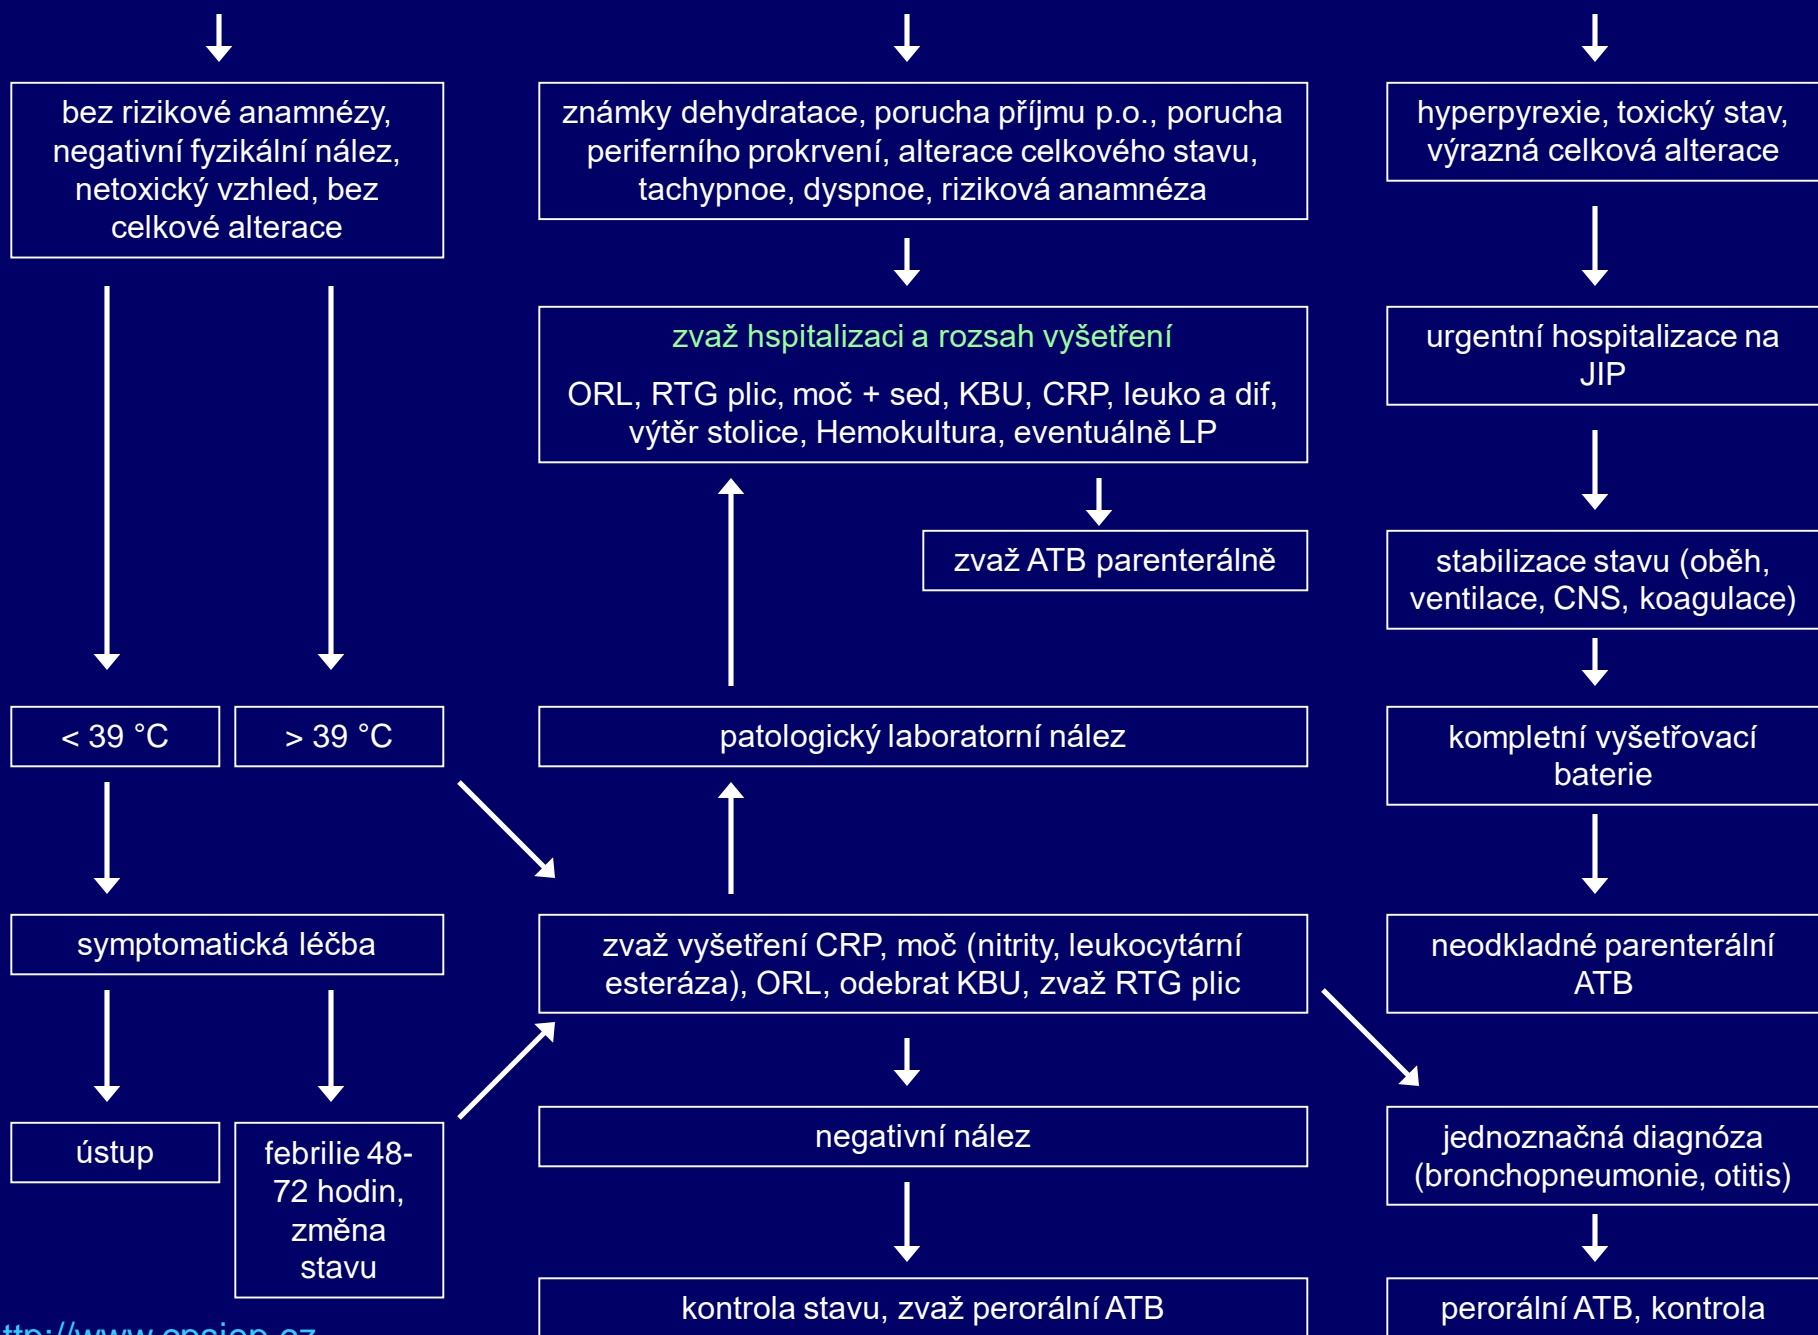 bez rizikové anamnézy,
negativní fyzikální nález,
netoxický vzhled, bez
celkové alterace
známky dehydratace, porucha příjmu p.o., porucha
periferního prokrvení, alterace celkového stavu,
tachypnoe, dyspnoe, riziková anamnéza
hyperpyrexie, toxický stav,
výrazná celková alterace
zvaž hspitalizaci a rozsah vyšetření
ORL, RTG plic, moč + sed, KBU, CRP, leuko a dif,
výtěr stolice, Hemokultura, eventuálně LP
urgentní hospitalizace na
JIP
zvaž ATB parenterálně
stabilizace stavu (oběh,
ventilace, CNS, koagulace)
< 39 °C
> 39 °C
patologický laboratorní nález
kompletní vyšetřovací
baterie
symptomatická léčba
zvaž vyšetření CRP, moč (nitrity, leukocytární
esteráza), ORL, odebrat KBU, zvaž RTG plic
neodkladné parenterální
ATB
ústup
febrilie 48-
72 hodin,
změna
stavu
negativní nález
jednoznačná diagnóza
(bronchopneumonie, otitis)
kontrola stavu, zvaž perorální ATB
perorální ATB, kontrola